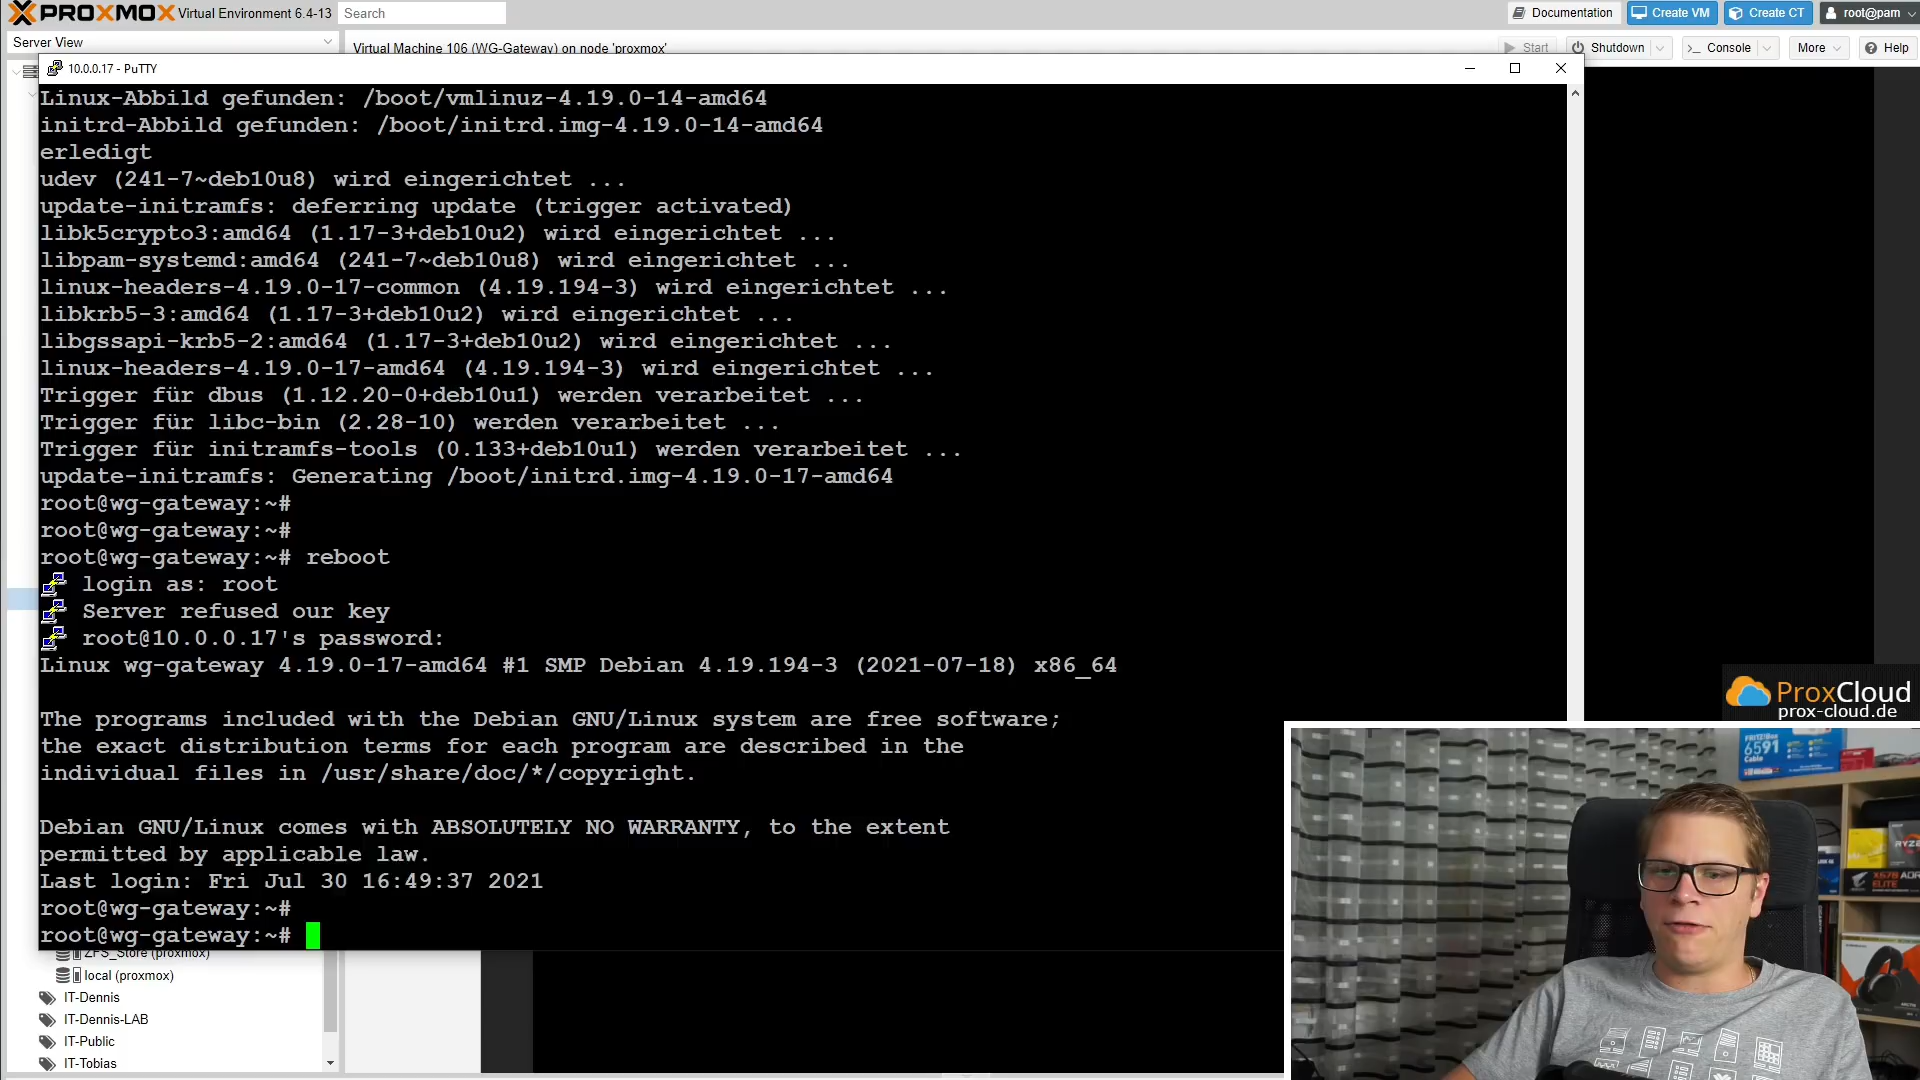 PROXMOX Virtual Environment 6.4-13 Search Documentation Create VM Create CT root@pam
Server View
Virtual Machine 106 (WG-Gateway) on node 'proxmox' Start Shutdown Console More Help
10.0.0.17 - PuTTY
Linux-Abbild gefunden: /boot/vmlinuz-4.19.0-14-amd64
initrd-Abbild gefunden: /boot/initrd.img-4.19.0-14-amd64
erledigt
udev (241-7~deb10u8) wird eingerichtet ...
update-initramfs: deferring update (trigger activated)
libk5crypto3:amd64 (1.17-3+deb10u2) wird eingerichtet ...
libpam-systemd:amd64 (241-7~deb10u8) wird eingerichtet ...
linux-headers-4.19.0-17-common (4.19.194-3) wird eingerichtet ...
libkrb5-3:amd64 (1.17-3+deb10u2) wird eingerichtet ...
libgssapi-krb5-2:amd64 (1.17-3+deb10u2) wird eingerichtet ...
linux-headers-4.19.0-17-amd64 (4.19.194-3) wird eingerichtet ...
Trigger für dbus (1.12.20-0+deb10u1) werden verarbeitet ...
Trigger für libc-bin (2.28-10) werden verarbeitet ...
Trigger für initramfs-tools (0.133+deb10u1) werden verarbeitet ...
update-initramfs: Generating /boot/initrd.img-4.19.0-17-amd64
root@wg-gateway:~#
root@wg-gateway:~#
root@wg-gateway:~# reboot
login as: root
Server refused our key
root@10.0.0.17's password:
Linux wg-gateway 4.19.0-17-amd64 #1 SMP Debian 4.19.194-3 (2021-07-18) x86_64
The programs included with the Debian GNU/Linux system are free software;
the exact distribution terms for each program are described in the
individual files in /usr/share/doc/*/copyright.
Debian GNU/Linux comes with ABSOLUTELY NO WARRANTY, to the extent
permitted by applicable law.
Last login: Fri Jul 30 16:49:37 2021
root@wg-gateway:~#
root@wg-gateway:~#
ZFS_Store (proxmox)
local (proxmox)
IT-Dennis
IT-Dennis-LAB
IT-Public
IT-Tobias
ProxCloud
prox-cloud.de
FRITZ!Box
6591
Cable
RYZE
X570 AOR
ELITE